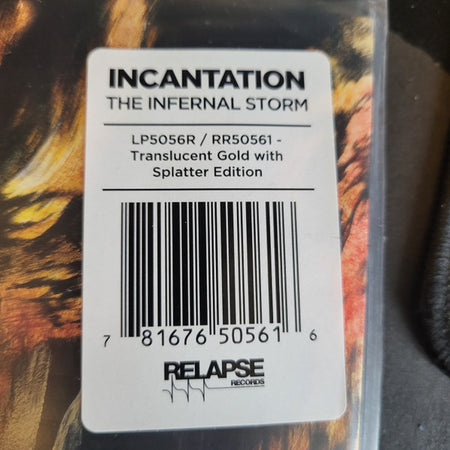 INCANTATION
THE INFERNAL STORM
LP5056R / RR50561 -
Translucent Gold with
Splatter Edition
7 81676 50561 6
RELAPSE
RECORDS